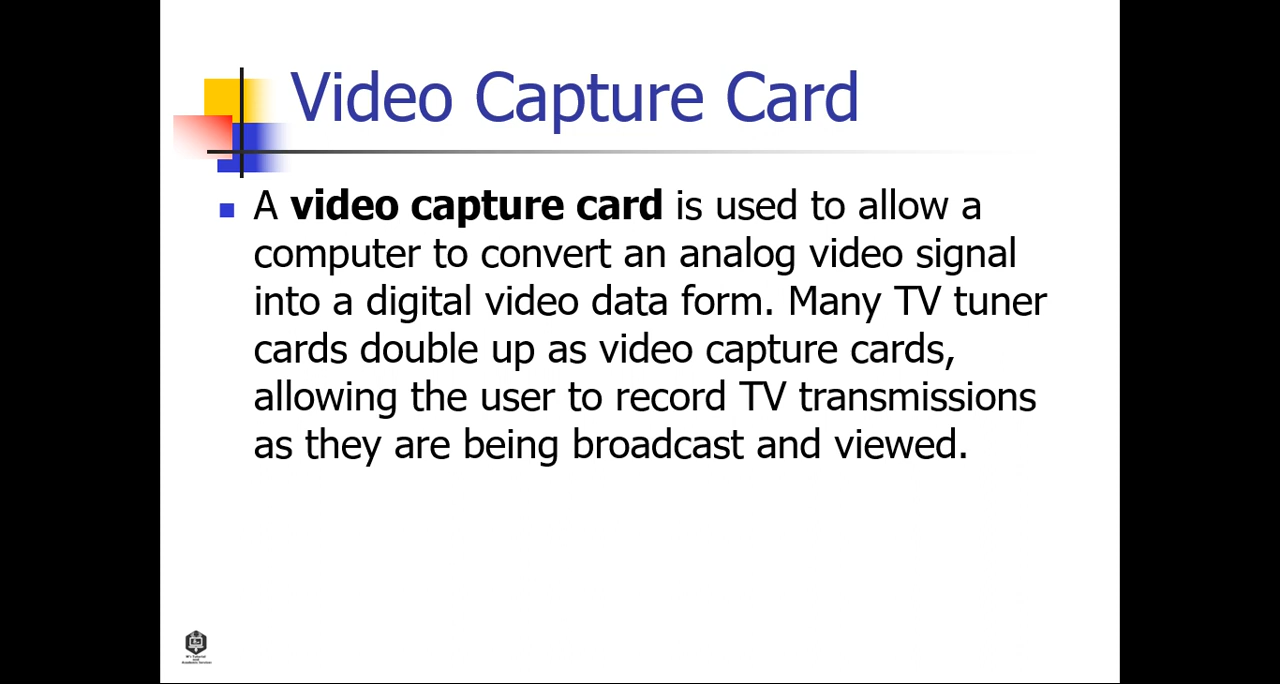 Video Capture Card
A video capture card is used to allow a
computer to convert an analog video signal
into a digital video data form. Many TV tuner
cards double up as video capture cards,
allowing the user to record TV transmissions
as they are being broadcast and viewed.
Academic Services